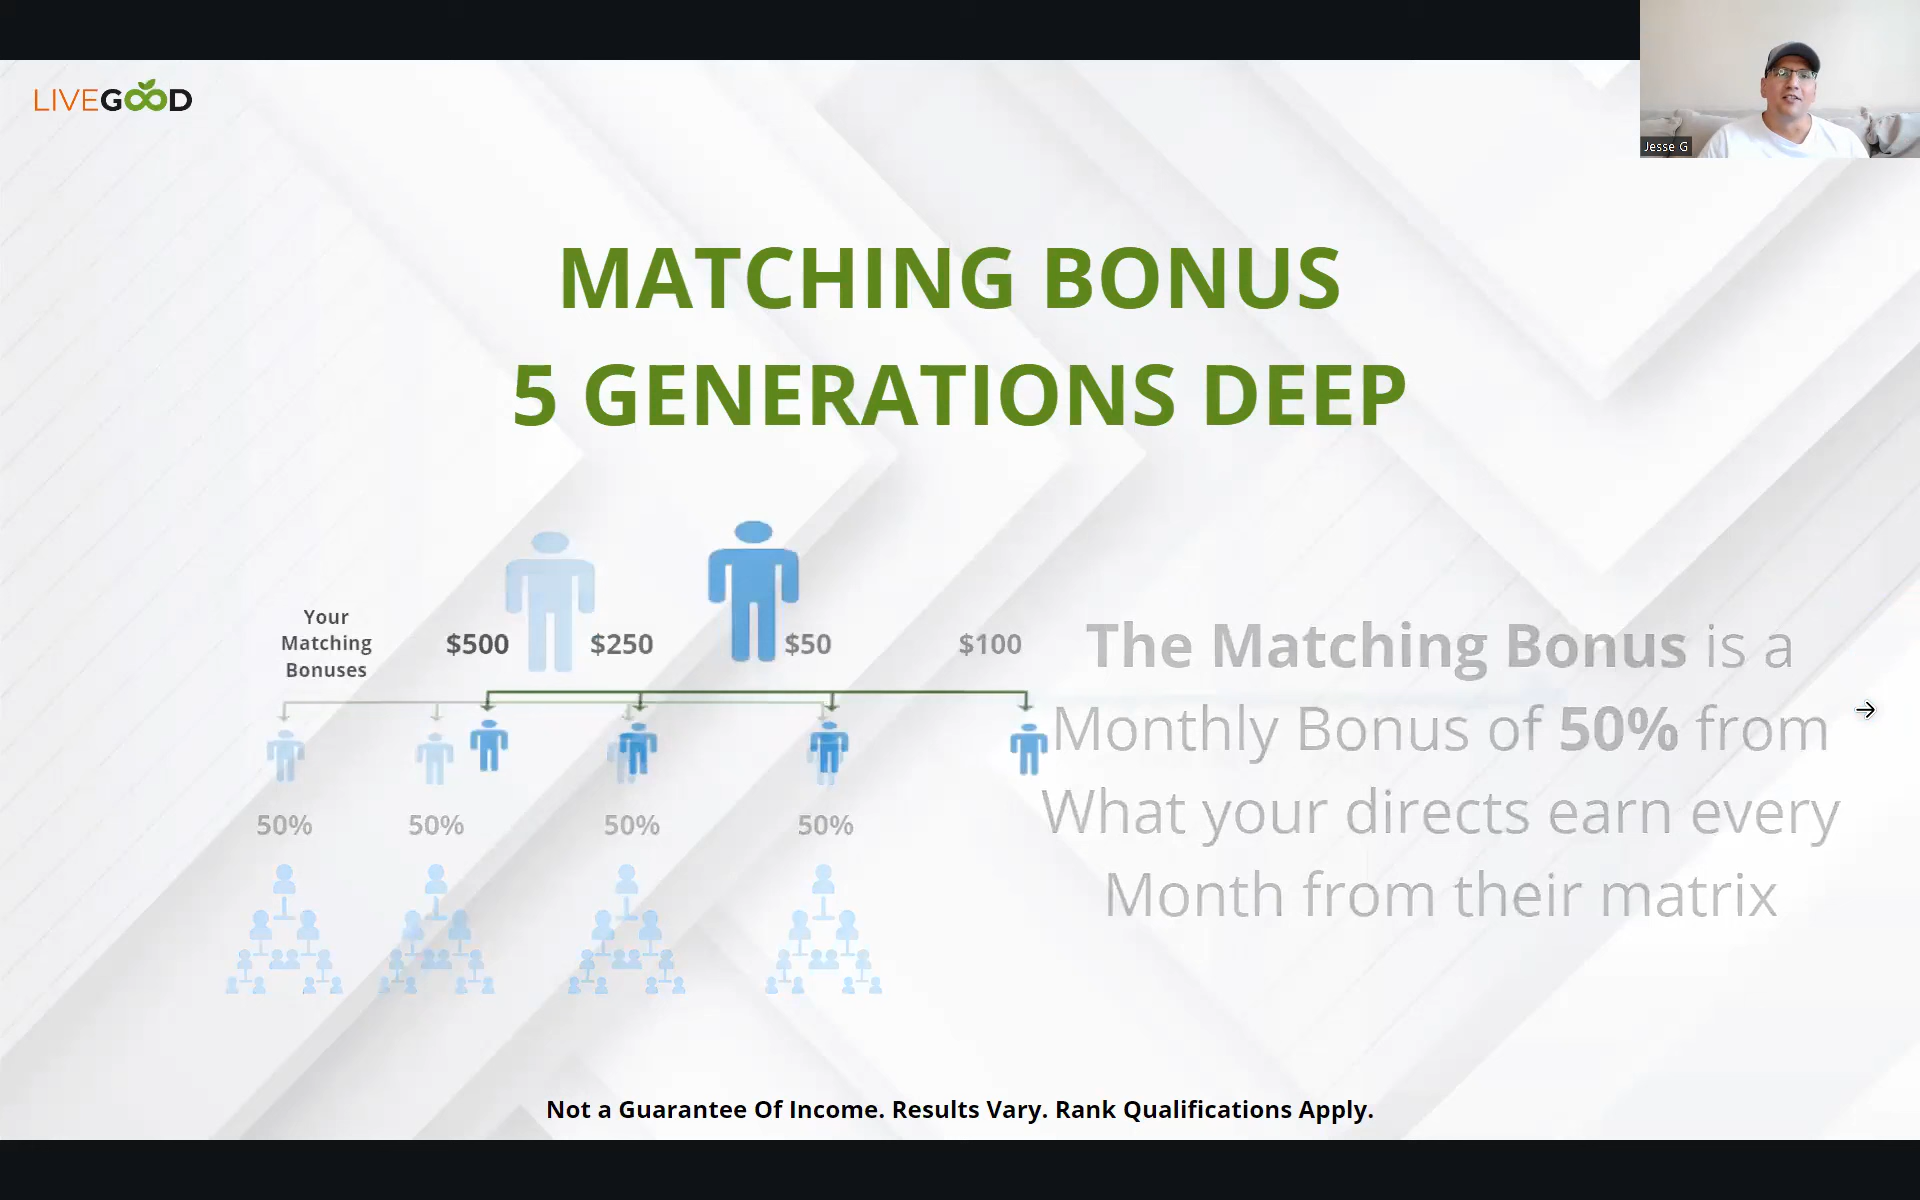 LIVEGOOD
Jesse G
MATCHING BONUS
5 GENERATIONS DEEP
Your
Matching
Bonuses
$500 $250 $50 $100
50% 50% 50% 50%
The Matching Bonus is a
Monthly Bonus of 50% from
What your directs earn every
Month from their matrix
Not a Guarantee Of Income. Results Vary. Rank Qualifications Apply.